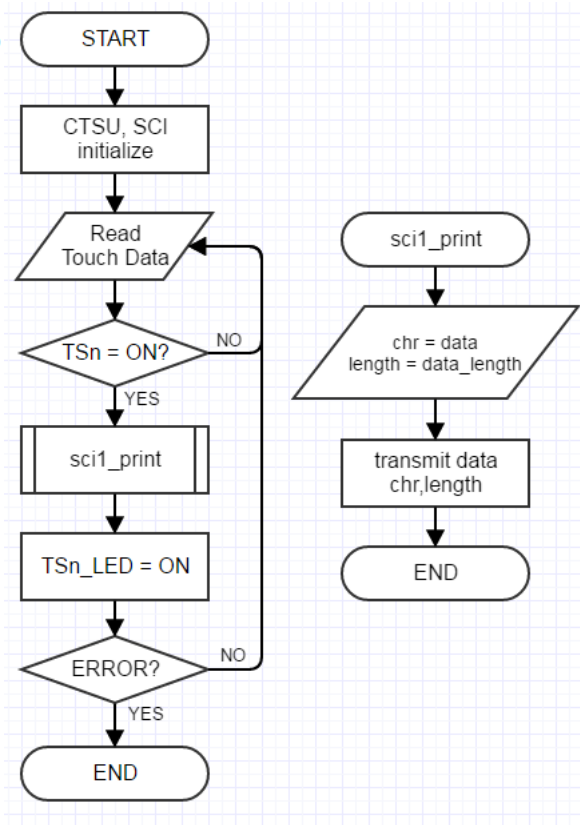 START
CTSU, SCI
initialize
Read
Touch Data
TSn = ON?
NO
YES
sci1_print
TSn_LED = ON
ERROR?
NO
YES
END
sci1_print
chr = data
length = data_length
transmit data
chr,length
END